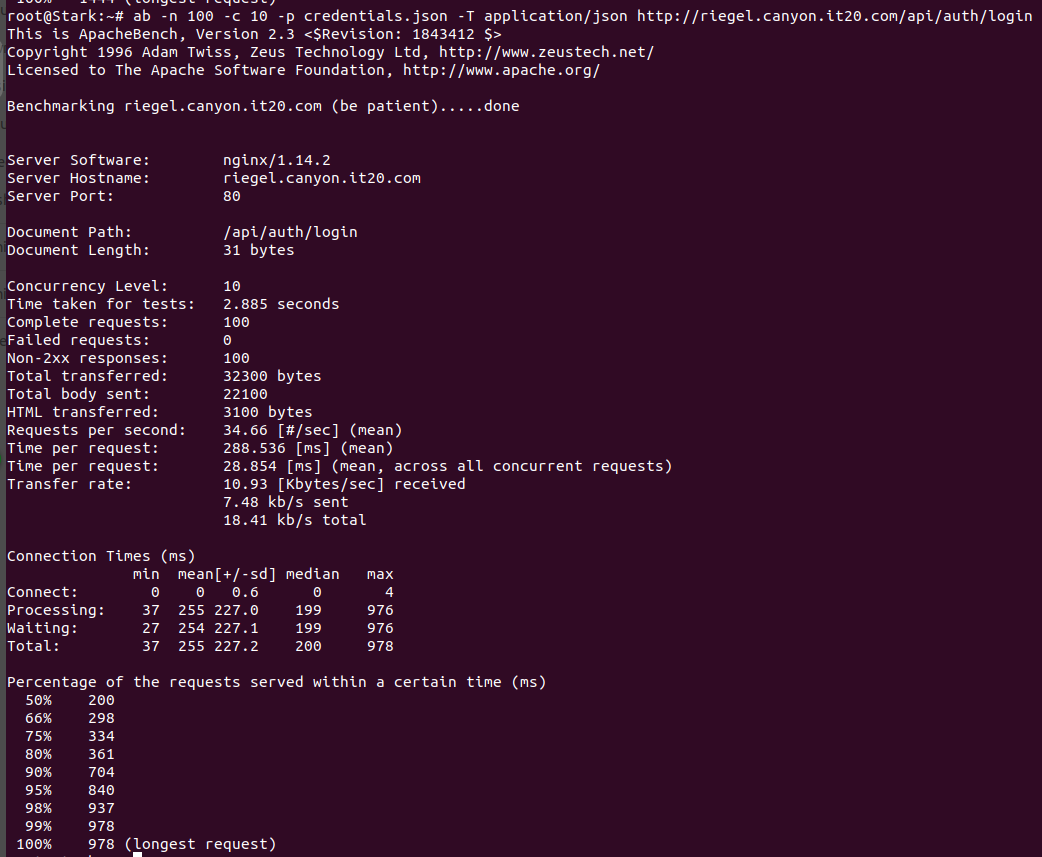 100% 1444 (longest request)
root@Stark:~# ab -n 100 -c 10 -p credentials.json -T application/json http://riegel.canyon.it20.com/api/auth/login
This is ApacheBench, Version 2.3 <$Revision: 1843412 $>
Copyright 1996 Adam Twiss, Zeus Technology Ltd, http://www.zeustech.net/
Licensed to The Apache Software Foundation, http://www.apache.org/
Benchmarking riegel.canyon.it20.com (be patient).....done
Server Software: nginx/1.14.2
Server Hostname: riegel.canyon.it20.com
Server Port: 80
Document Path: /api/auth/login
Document Length: 31 bytes
Concurrency Level: 10
Time taken for tests: 2.885 seconds
Complete requests: 100
Failed requests: 0
Non-2xx responses: 100
Total transferred: 32300 bytes
Total body sent: 22100
HTML transferred: 3100 bytes
Requests per second: 34.66 [#/sec] (mean)
Time per request: 288.536 [ms] (mean)
Time per request: 28.854 [ms] (mean, across all concurrent requests)
Transfer rate: 10.93 [Kbytes/sec] received
7.48 kb/s sent
18.41 kb/s total
Connection Times (ms)
min mean[+/-sd] median max
Connect: 0 0 0.6 0 4
Processing: 37 255 227.0 199 976
Waiting: 27 254 227.1 199 976
Total: 37 255 227.2 200 978
Percentage of the requests served within a certain time (ms)
50% 200
66% 298
75% 334
80% 361
90% 704
95% 840
98% 937
99% 978
100% 978 (longest request)